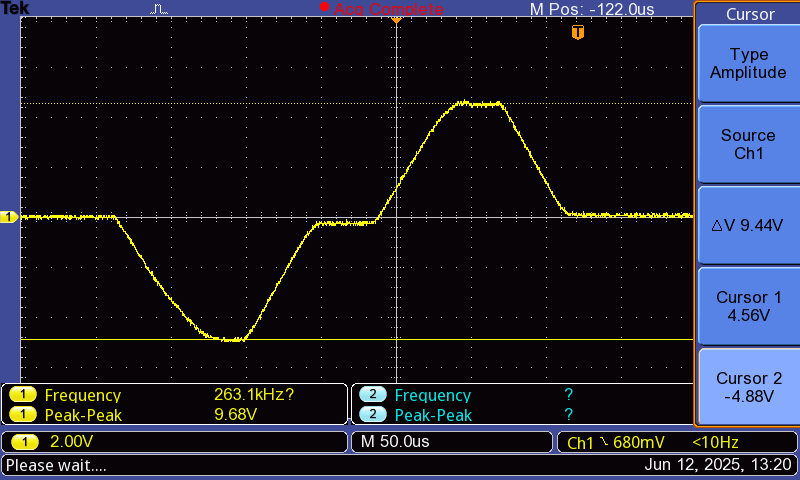 Tek
Acq Complete
M Pos: -122.0us
Cursor
T
Type
Amplitude
Source
Ch1
△V 9.44V
Cursor 1
4.56V
Cursor 2
-4.88V
1
1 Frequency 263.1kHz?
1 Peak-Peak 9.68V
2 Frequency ?
2 Peak-Peak ?
1 2.00V
M 50.0us
Ch1 \ 680mV <10Hz
Please wait....
Jun 12, 2025, 13:20